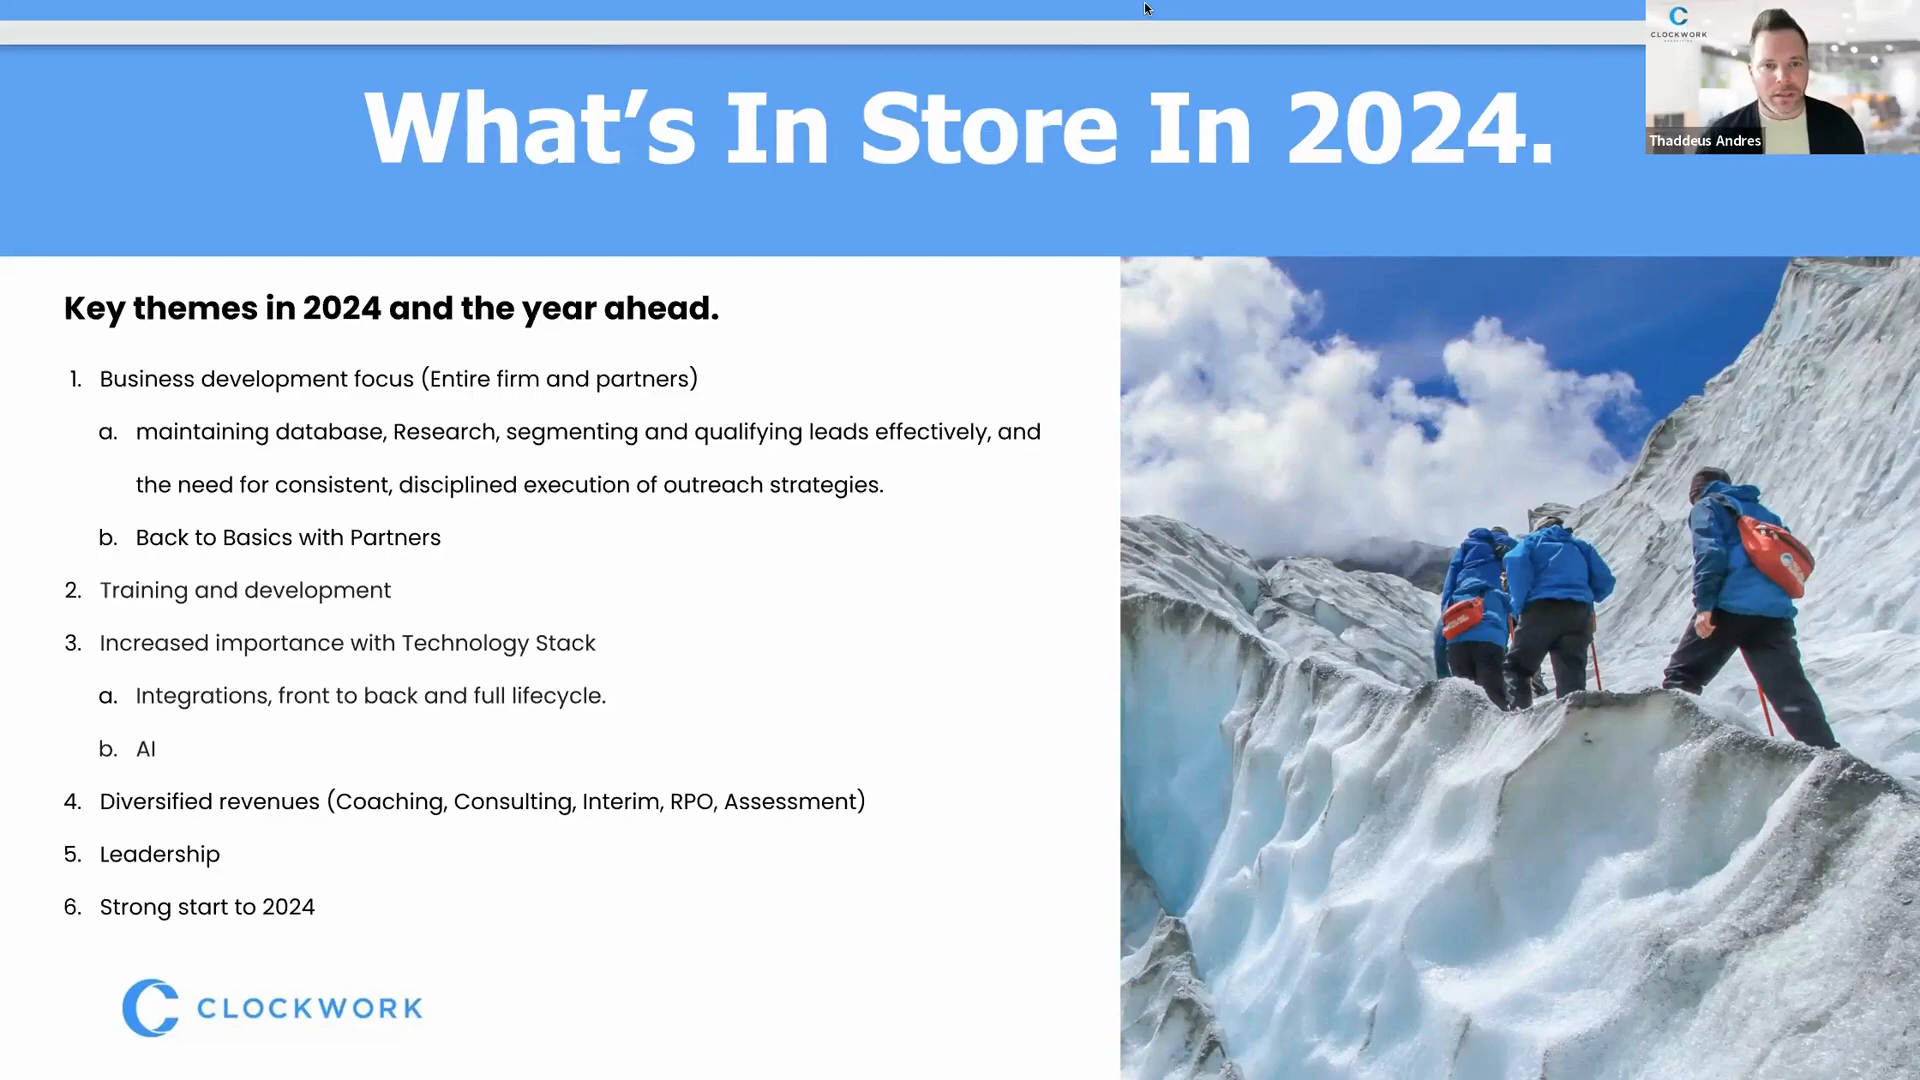 What's In Store In 2024.
CLOCKWORK
Thaddeus Andres
Key themes in 2024 and the year ahead.
1. Business development focus (Entire firm and partners)
a. maintaining database, Research, segmenting and qualifying leads effectively, and
the need for consistent, disciplined execution of outreach strategies.
b. Back to Basics with Partners
2. Training and development
3. Increased importance with Technology Stack
a. Integrations, front to back and full lifecycle.
b. AI
4. Diversified revenues (Coaching, Consulting, Interim, RPO, Assessment)
5. Leadership
6. Strong start to 2024
CLOCKWORK